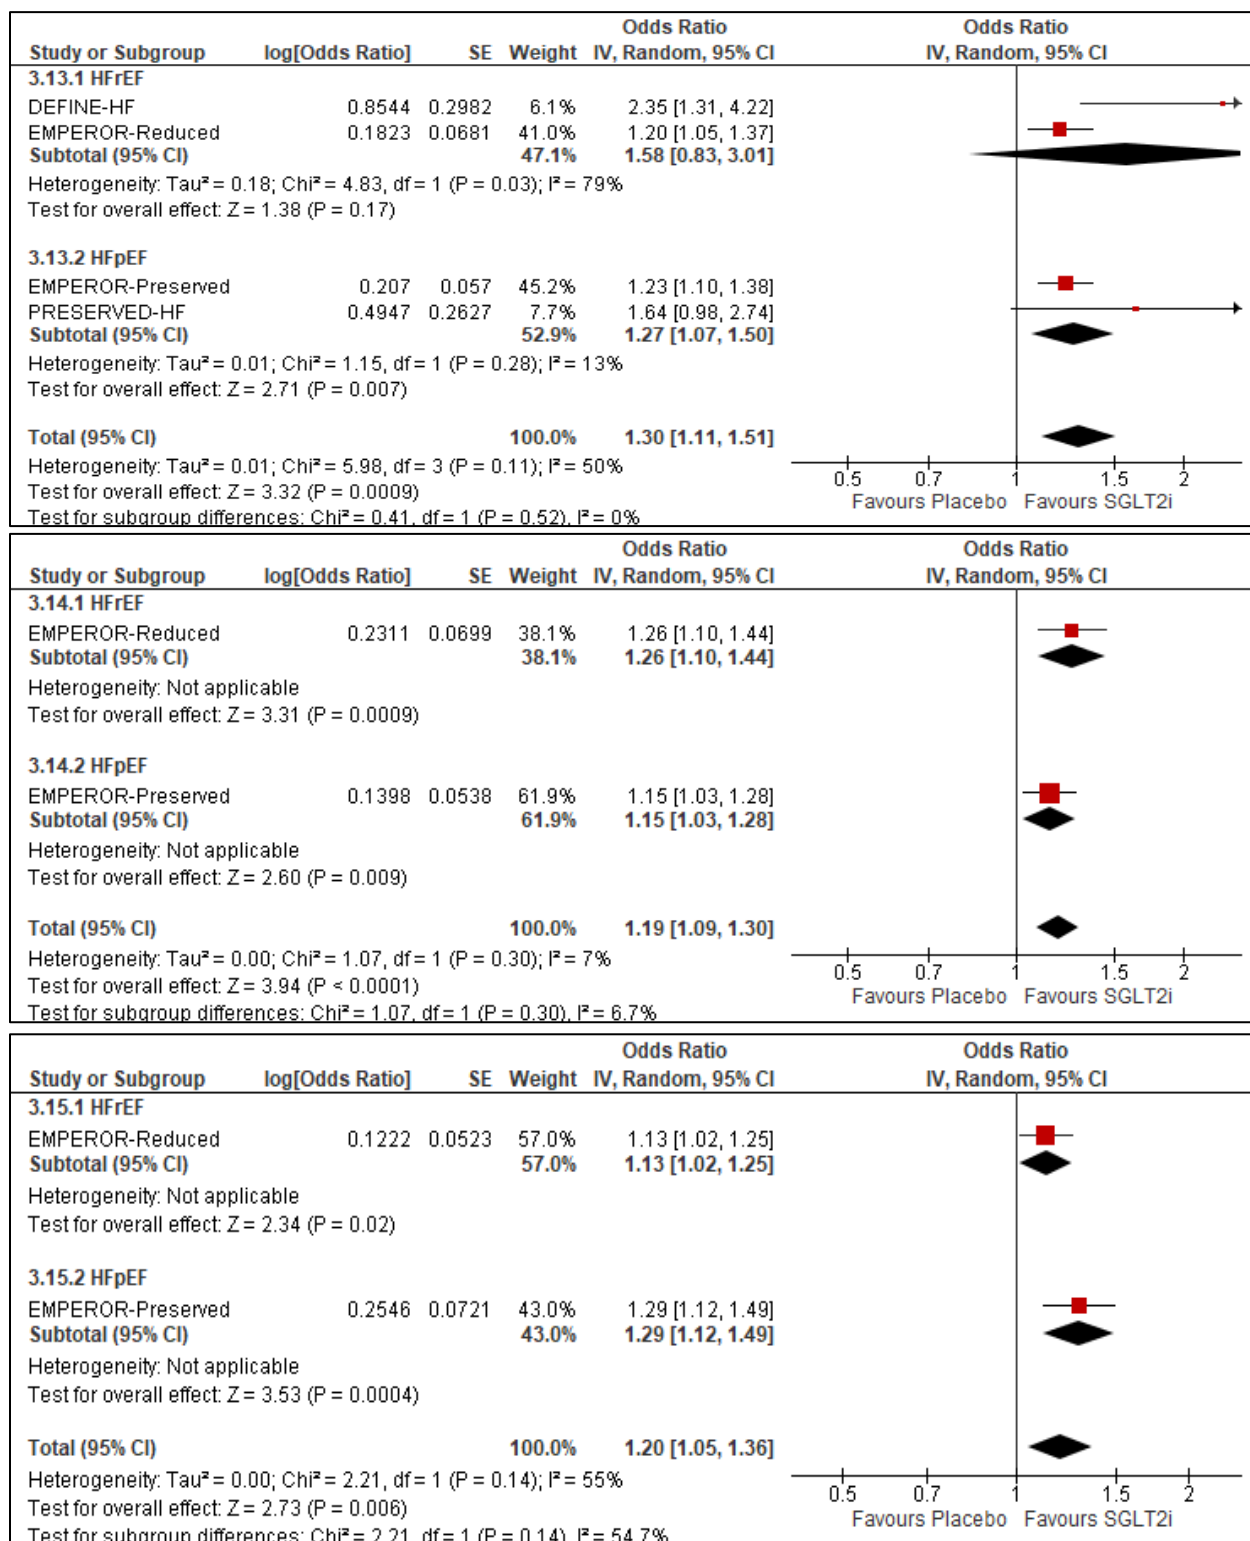 Odds Ratio Odds Ratio
Study or Subgroup log[Odds Ratio] SE Weight IV, Random, 95% CI IV, Random, 95% CI
3.13.1 HFrEF
DEFINE-HF 0.8544 0.2982 6.1% 2.35 [1.31, 4.22]
EMPEROR-Reduced 0.1823 0.0681 41.0% 1.20 [1.05, 1.37]
Subtotal (95% CI) 47.1% 1.58 [0.83, 3.01]
Heterogeneity: Tau² = 0.18; Chi² = 4.83, df = 1 (P = 0.03); I² = 79%
Test for overall effect: Z = 1.38 (P = 0.17)
3.13.2 HFpEF
EMPEROR-Preserved 0.207 0.057 45.2% 1.23 [1.10, 1.38]
PRESERVED-HF 0.4947 0.2627 7.7% 1.64 [0.98, 2.74]
Subtotal (95% CI) 52.9% 1.27 [1.07, 1.50]
Heterogeneity: Tau² = 0.01; Chi² = 1.15, df = 1 (P = 0.28); I² = 13%
Test for overall effect: Z = 2.71 (P = 0.007)
Total (95% CI) 100.0% 1.30 [1.11, 1.51]
Heterogeneity: Tau² = 0.01; Chi² = 5.98, df = 3 (P = 0.11); I² = 50%
0.5 0.7 1 1.5 2
Test for overall effect: Z = 3.32 (P = 0.0009)
Favours Placebo Favours SGLT2i
Test for subgroup differences: Chi² = 0.41, df = 1 (P = 0.52), I² = 0%
Odds Ratio Odds Ratio
Study or Subgroup log[Odds Ratio] SE Weight IV, Random, 95% CI IV, Random, 95% CI
3.14.1 HFrEF
EMPEROR-Reduced 0.2311 0.0699 38.1% 1.26 [1.10, 1.44]
Subtotal (95% CI) 38.1% 1.26 [1.10, 1.44]
Heterogeneity: Not applicable
Test for overall effect: Z = 3.31 (P = 0.0009)
3.14.2 HFpEF
EMPEROR-Preserved 0.1398 0.0538 61.9% 1.15 [1.03, 1.28]
Subtotal (95% CI) 61.9% 1.15 [1.03, 1.28]
Heterogeneity: Not applicable
Test for overall effect: Z = 2.60 (P = 0.009)
Total (95% CI) 100.0% 1.19 [1.09, 1.30]
Heterogeneity: Tau² = 0.00; Chi² = 1.07, df = 1 (P = 0.30); I² = 7%
0.5 0.7 1 1.5 2
Test for overall effect: Z = 3.94 (P < 0.0001)
Favours Placebo Favours SGLT2i
Test for subgroup differences: Chi² = 1.07, df = 1 (P = 0.30), I² = 6.7%
Odds Ratio Odds Ratio
Study or Subgroup log[Odds Ratio] SE Weight IV, Random, 95% CI IV, Random, 95% CI
3.15.1 HFrEF
EMPEROR-Reduced 0.1222 0.0523 57.0% 1.13 [1.02, 1.25]
Subtotal (95% CI) 57.0% 1.13 [1.02, 1.25]
Heterogeneity: Not applicable
Test for overall effect: Z = 2.34 (P = 0.02)
3.15.2 HFpEF
EMPEROR-Preserved 0.2546 0.0721 43.0% 1.29 [1.12, 1.49]
Subtotal (95% CI) 43.0% 1.29 [1.12, 1.49]
Heterogeneity: Not applicable
Test for overall effect: Z = 3.53 (P = 0.0004)
Total (95% CI) 100.0% 1.20 [1.05, 1.36]
Heterogeneity: Tau² = 0.00; Chi² = 2.21, df = 1 (P = 0.14); I² = 55%
0.5 0.7 1 1.5 2
Test for overall effect: Z = 2.73 (P = 0.006)
Favours Placebo Favours SGLT2i
Test for subgroup differences: Chi² = 2.21, df = 1 (P = 0.14), I² = 54.7%